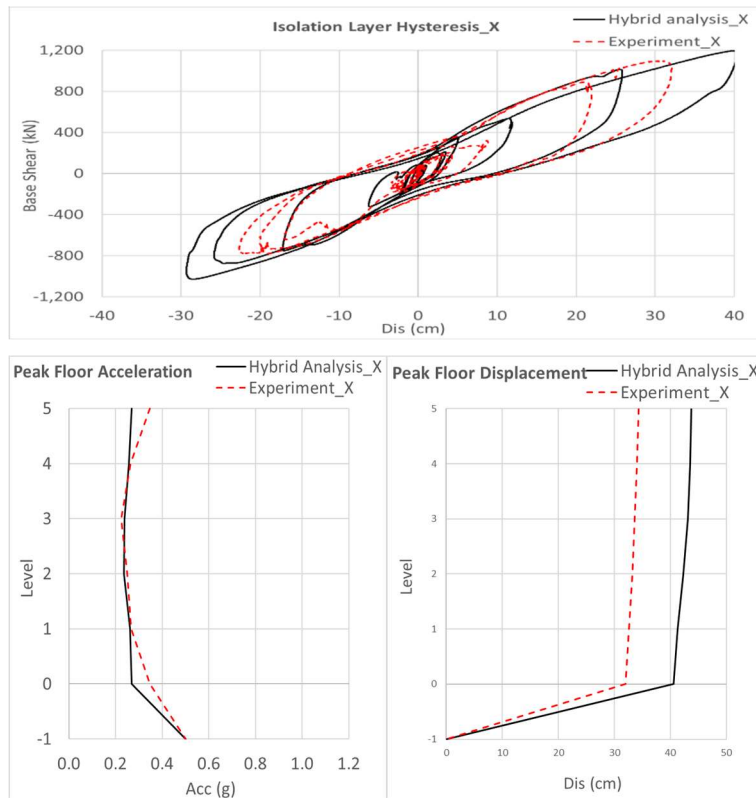 Isolation Layer Hysteresis_X
Hybrid analysis_X
Experiment_X
1,200
800
400
0
-400
-800
-1,200
Base Shear (kN)
-40 -30 -20 -10 0 10 20 30 40
Dis (cm)
Peak Floor Acceleration
Hybrid Analysis_X
Experiment_X
5
4
3
2
1
0
-1
Level
0.0 0.2 0.4 0.6 0.8 1.0 1.2
Acc (g)
Peak Floor Displacement
Hybrid Analysis_X
Experiment_X
5
4
3
2
1
0
-1
Level
0 10 20 30 40 50
Dis (cm)